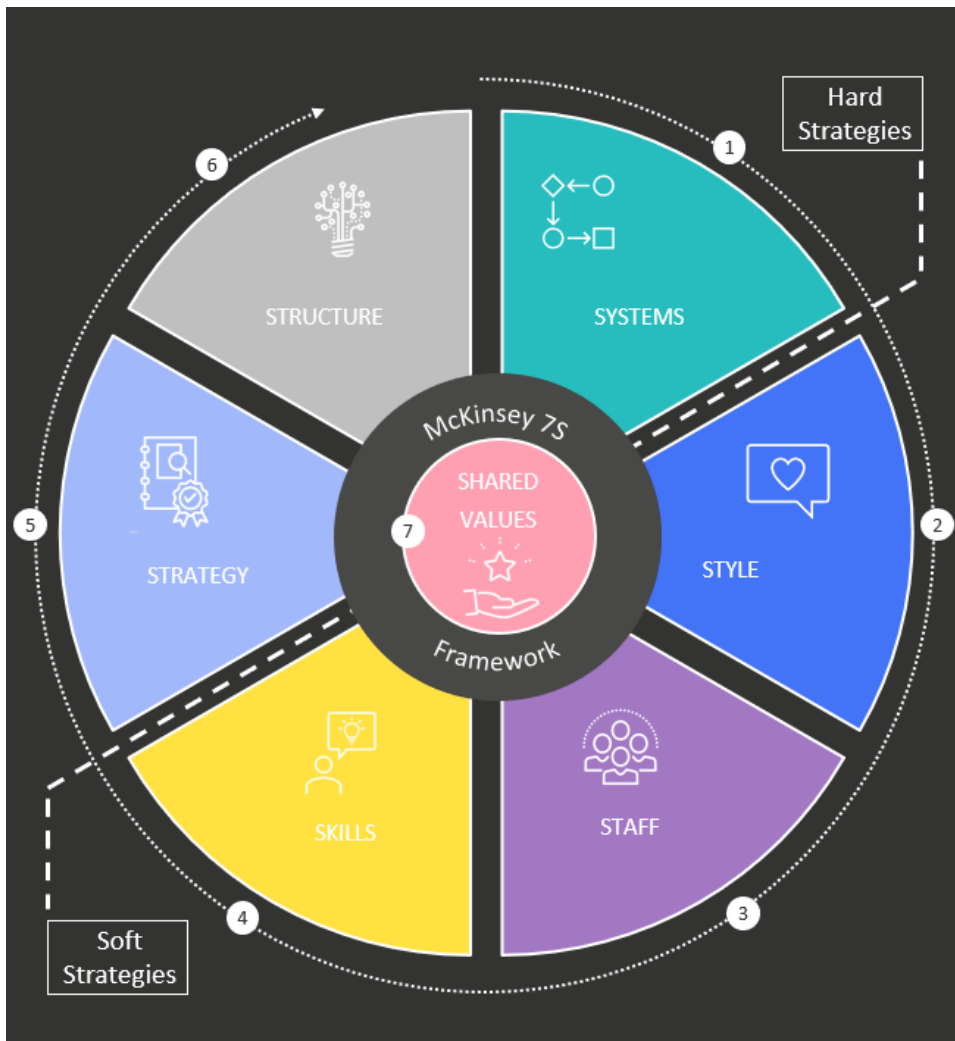 Hard
Strategies
1
6
STRUCTURE
SYSTEMS
McKinsey 7S
SHARED
VALUES
7
Framework
5
STRATEGY
2
STYLE
SKILLS
STAFF
4
3
Soft
Strategies